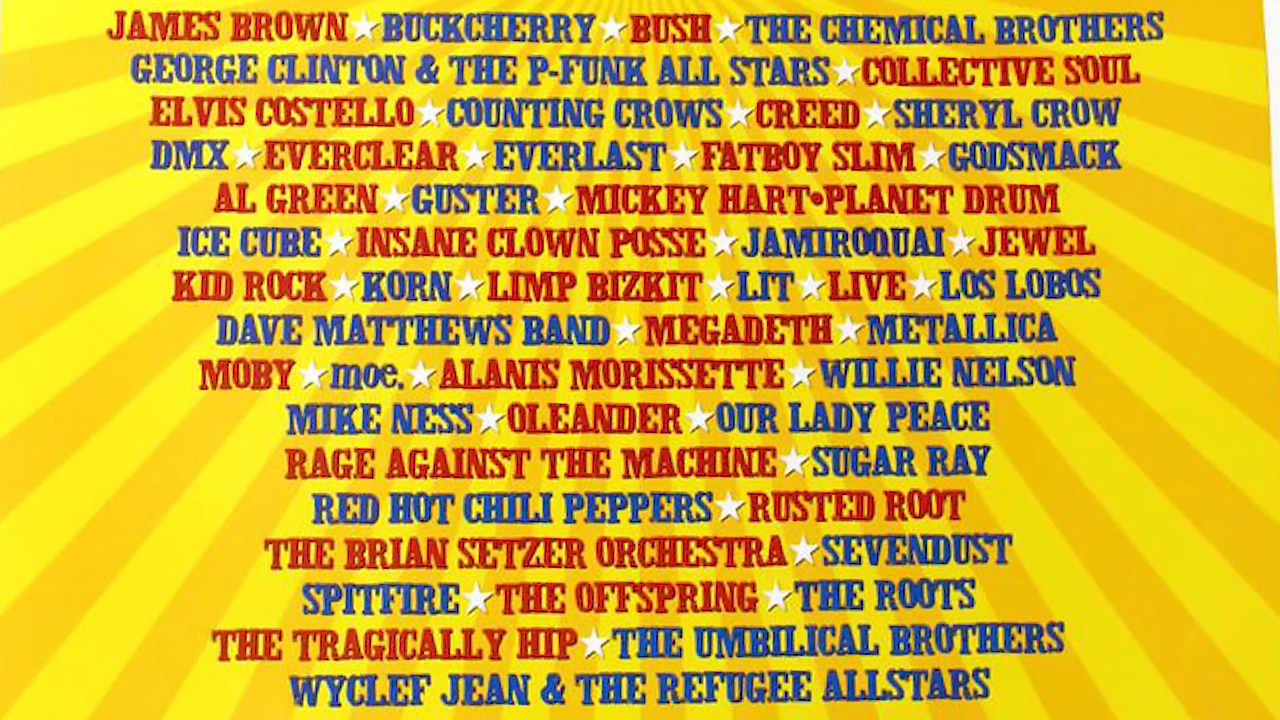 JAMES BROWN★BUCKCHERRY★BUSH★THE CHEMICAL BROTHERS
GEORGE CLINTON & THE P-FUNK ALL STARS★COLLECTIVE SOUL
ELVIS COSTELLO★COUNTING CROWS★CREED★SHERYL CROW
DMX★EVERCLEAR★EVERLAST★FATBOY SLIM★GODSMACK
AL GREEN★GUSTER★MICKEY HART•PLANET DRUM
ICE CUBE★INSANE CLOWN POSSE★JAMIROQUAI★JEWEL
KID ROCK★KORN★LIMP BIZKIT★LIT★LIVE★LOS LOBOS
DAVE MATTHEWS BAND★MEGADETH★METALLICA
MOBY★moe.★ALANIS MORISSETTE★WILLIE NELSON
MIKE NESS★OLEANDER★OUR LADY PEACE
RAGE AGAINST THE MACHINE★SUGAR RAY
RED HOT CHILI PEPPERS★RUSTED ROOT
THE BRIAN SETZER ORCHESTRA★SEVENDUST
SPITFIRE★THE OFFSPRING★THE ROOTS
THE TRAGICALLY HIP★THE UMBILICAL BROTHERS
WYCLEF JEAN & THE REFUGEE ALLSTARS